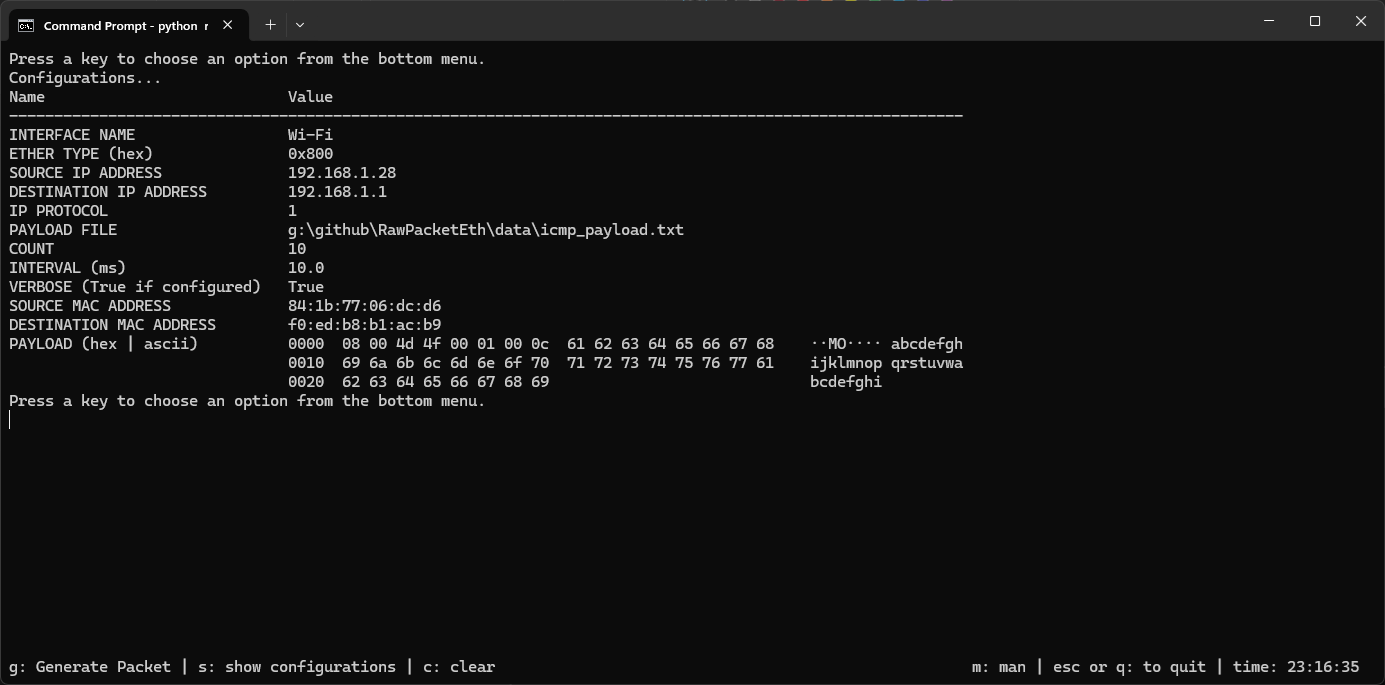 Command Prompt - python r
Press a key to choose an option from the bottom menu.
Configurations...
Name Value
----------------------------------------------------------------------------------------------------------
INTERFACE NAME Wi-Fi
ETHER TYPE (hex) 0x800
SOURCE IP ADDRESS 192.168.1.28
DESTINATION IP ADDRESS 192.168.1.1
IP PROTOCOL 1
PAYLOAD FILE g:\github\RawPacketEth\data\icmp_payload.txt
COUNT 10
INTERVAL (ms) 10.0
VERBOSE (True if configured) True
SOURCE MAC ADDRESS 84:1b:77:06:dc:d6
DESTINATION MAC ADDRESS f0:ed:b8:b1:ac:b9
PAYLOAD (hex | ascii) 0000 08 00 4d 4f 00 01 00 0c 61 62 63 64 65 66 67 68 ··MO···· abcdefgh
0010 69 6a 6b 6c 6d 6e 6f 70 71 72 73 74 75 76 77 61 ijklmnop qrstuvwa
0020 62 63 64 65 66 67 68 69 bcdefghi
Press a key to choose an option from the bottom menu.
g: Generate Packet | s: show configurations | c: clear m: man | esc or q: to quit | time: 23:16:35